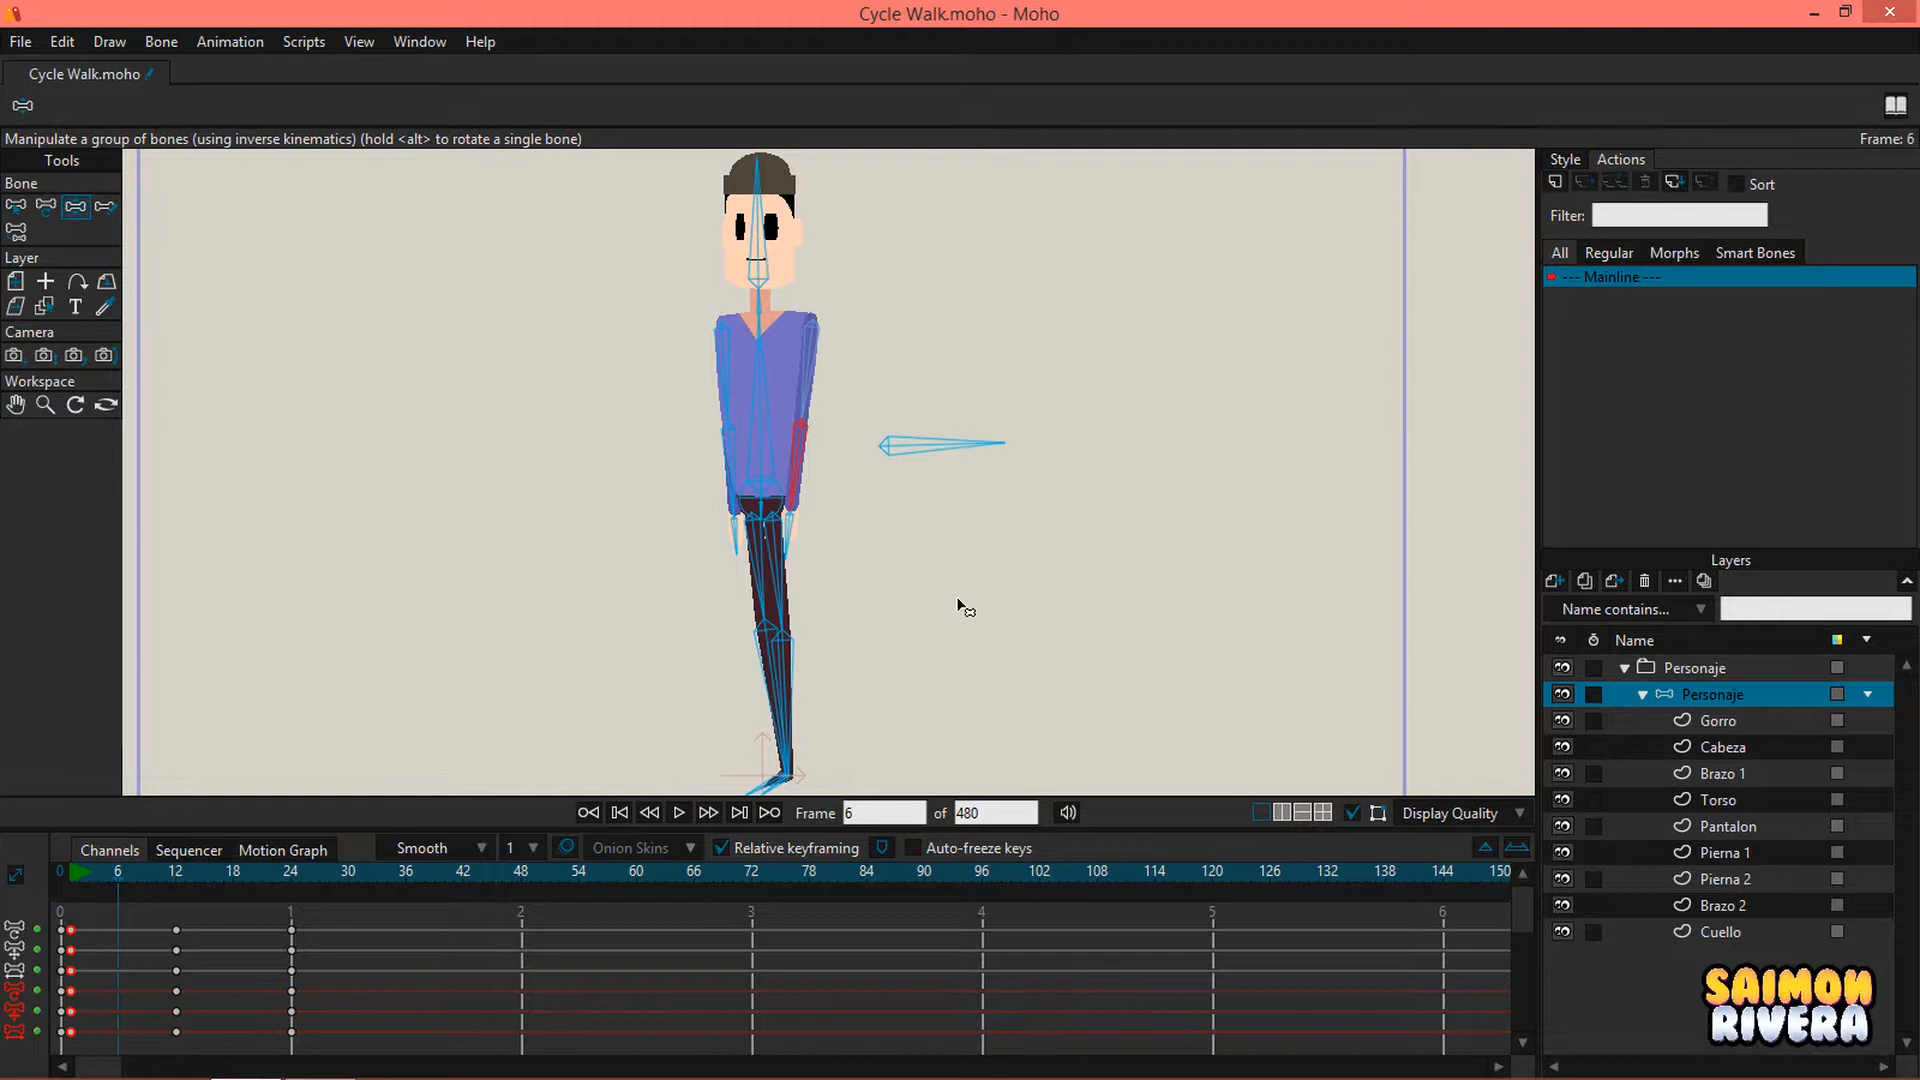 Cycle Walk.moho - Moho
File Edit Draw Bone Animation Scripts View Window Help
Cycle Walk.moho
Manipulate a group of bones (using inverse kinematics) (hold <alt> to rotate a single bone)
Frame: 6
Tools
Bone
Layer
T
Camera
Workspace
Style Actions
Sort
Filter:
All Regular Morphs Smart Bones
--- Mainline ---
Layers
Name contains...
Name
Personaje
Personaje
Gorro
Cabeza
Brazo 1
Torso
Pantalon
Pierna 1
Pierna 2
Brazo 2
Cuello
Frame 6 of 480
Display Quality
Channels Sequencer Motion Graph Smooth 1 Onion Skins Relative keyframing Auto-freeze keys
0 6 12 18 24 30 36 42 48 54 60 66 72 78 84 90 96 102 108 114 120 126 132 138 144 150
0 1 2 3 4 5 6
SAIMON
RIVERA